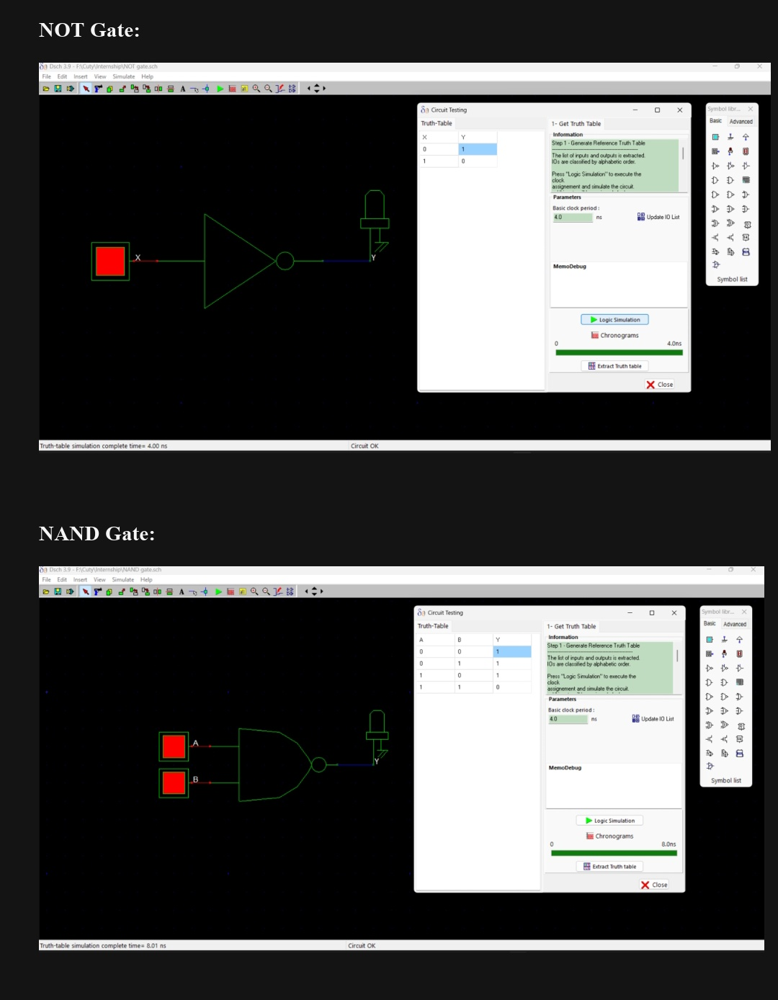 NOT Gate:
Dsch 3.9 - F:\Cuty\Internship\NOT gate.sch
File Edit Insert View Simulate Help
A
Circuit Testing
Truth-Table
X Y
0 1
1 0
1- Get Truth Table
Information
Step 1 - Generate Reference Truth Table
The list of inputs and outputs is extracted.
IOs are classified by alphabetic order.
Press "Logic Simulation" to execute the
clock
assignement and simulate the circuit.
Parameters
Basic clock period :
4.0 ns
Update IO List
MemoDebug
Logic Simulation
Chronograms
0 4.0ns
Extract Truth table
Close
Symbol libr...
Basic Advanced
Symbol list
X
Y
Truth-table simulation complete time= 4.00 ns
Circuit OK
NAND Gate:
Dsch 3.9 - F:\Cuty\Internship\NAND gate.sch
File Edit Insert View Simulate Help
A
Circuit Testing
Truth-Table
A B Y
0 0 1
0 1 1
1 0 1
1 1 0
1- Get Truth Table
Information
Step 1 - Generate Reference Truth Table
The list of inputs and outputs is extracted.
IOs are classified by alphabetic order.
Press "Logic Simulation" to execute the
clock
assignement and simulate the circuit.
Parameters
Basic clock period :
4.0 ns
Update IO List
MemoDebug
Logic Simulation
Chronograms
0 8.0ns
Extract Truth table
Close
Symbol libr...
Basic Advanced
Symbol list
A
B
Y
Truth-table simulation complete time= 8.01 ns
Circuit OK